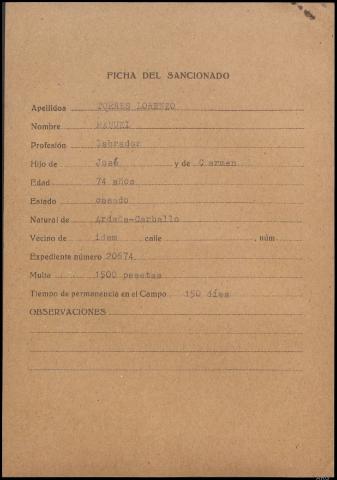 FICHA DEL SANCIONADO
Apellidos TORRES LORENZO
Nombre MANUEL
Profesión labrador
Hijo de José y de Carmen
Edad 74 años
Estado casado
Natural de Ardaña-Carballo
Vecino de idem calle , núm.
Expediente número 20674
Multa 1500 pesetas
Tiempo de permanencia en el Campo 150 días
OBSERVACIONES